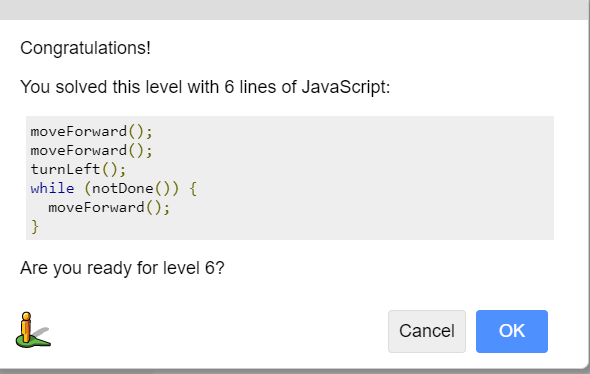 Congratulations!
You solved this level with 6 lines of JavaScript:
moveForward();
moveForward();
turnLeft();
while (notDone()) {
  moveForward();
}
Are you ready for level 6?
Cancel
OK